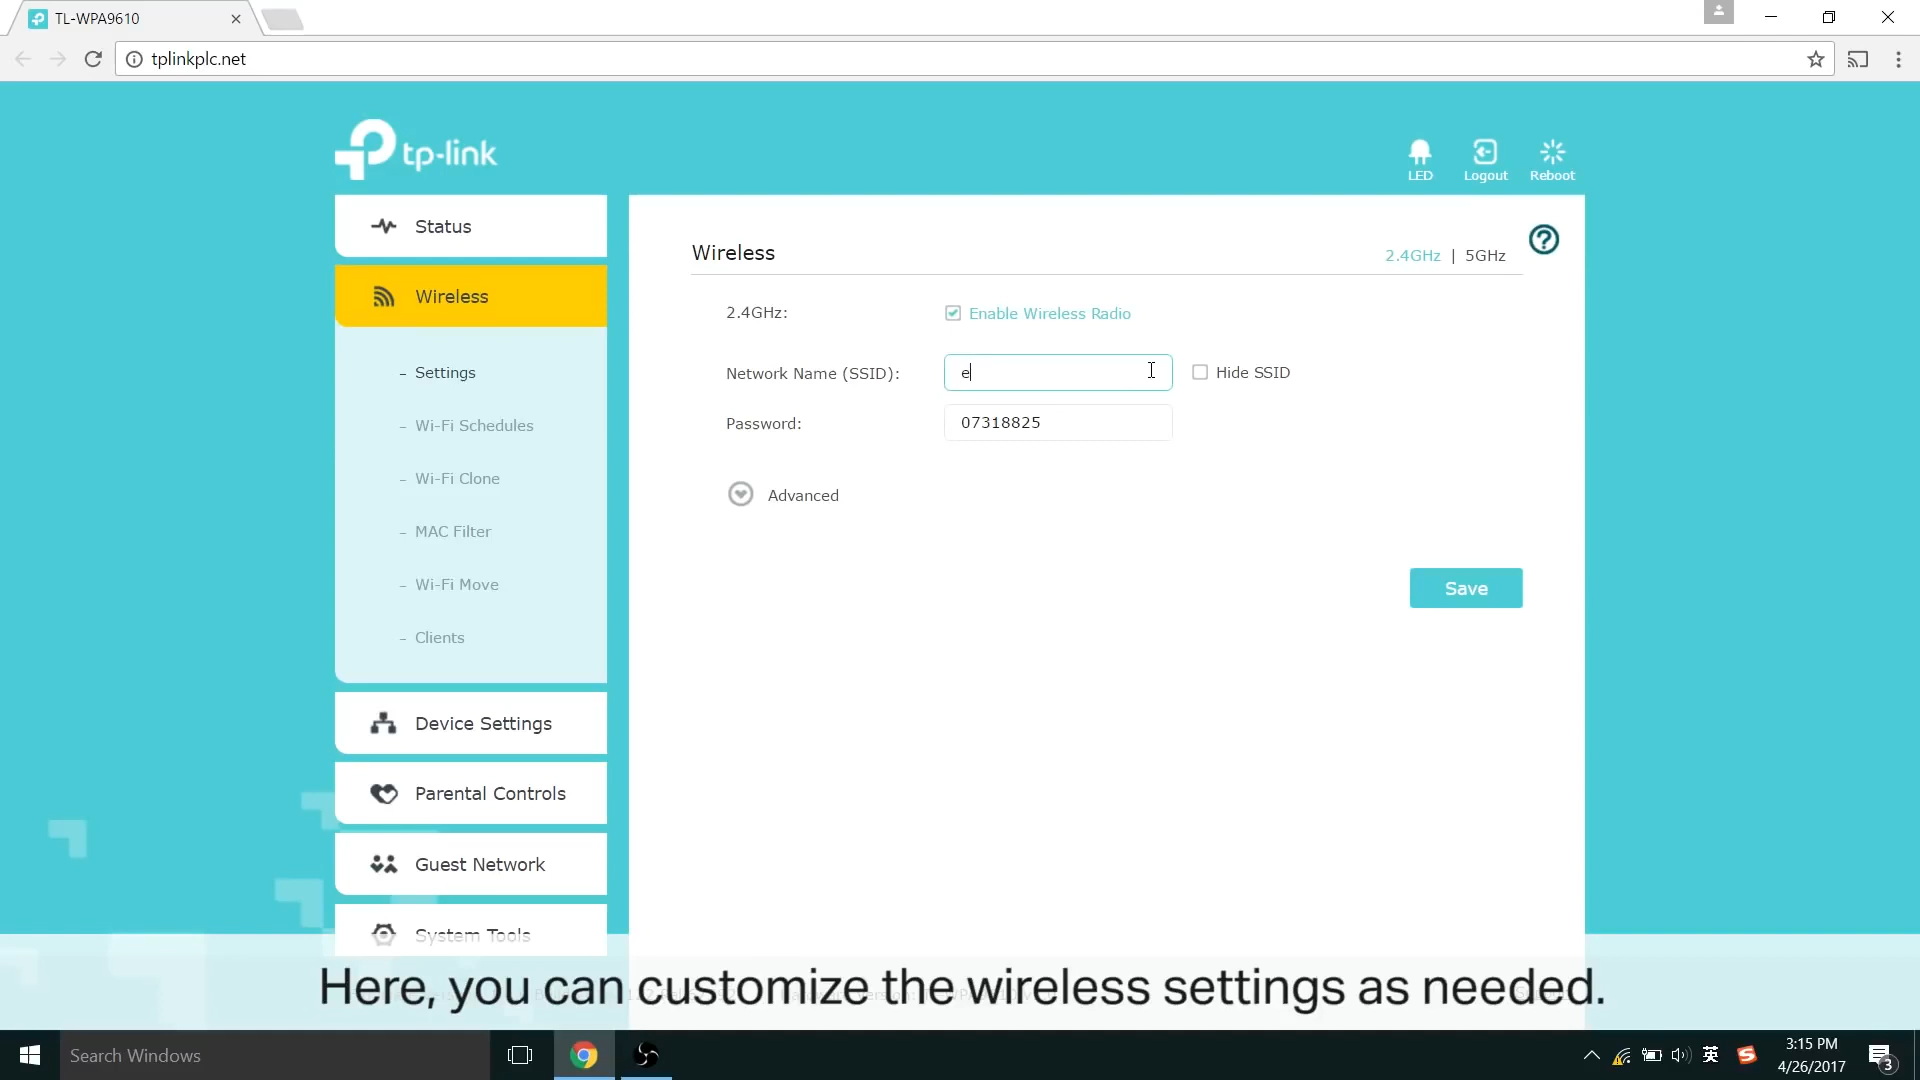 TL-WPA9610
tplinkplc.net
tp-link
LED
Logout
Reboot
Status
Wireless
- Settings
- Wi-Fi Schedules
- Wi-Fi Clone
- MAC Filter
- Wi-Fi Move
- Clients
Device Settings
Parental Controls
Guest Network
System Tools
Wireless
2.4GHz | 5GHz
2.4GHz:
Enable Wireless Radio
Network Name (SSID):
e
Hide SSID
Password:
07318825
Advanced
Save
Here, you can customize the wireless settings as needed.
Search Windows
英
3:15 PM
4/26/2017
3